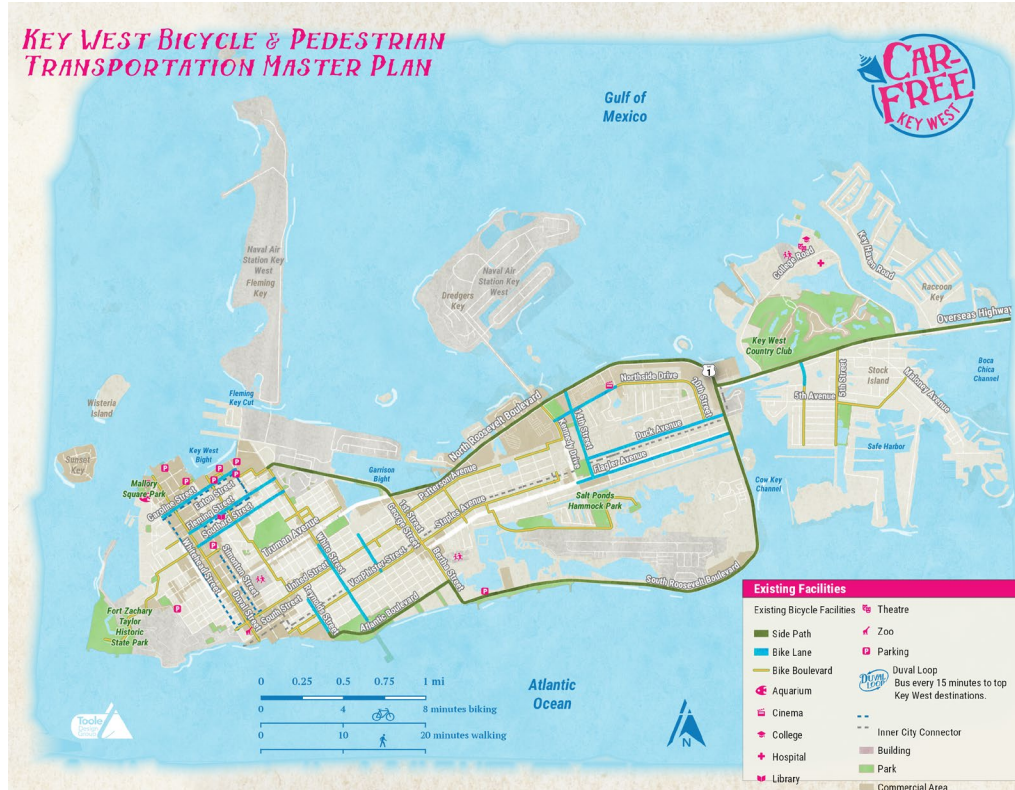 KEY WEST BICYCLE & PEDESTRIAN
TRANSPORTATION MASTER PLAN
CAR-
FREE
KEY WEST
Gulf of
Mexico
Naval Air
Station Key
West
Fleming
Key
Naval Air
Station Key
West
Dredgers
Key
College Road
Key Haven Road
Raccoon
Key
Overseas Highway
Key West
Country Club
1
Boca
Chica
Channel
Stock
Island
5th Street
5th Avenue
Maloney Avenue
Safe Harbor
Cow Key
Channel
Northside Drive
20th Street
14th Street
Kennedy Drive
Duck Avenue
Flagler Avenue
North Roosevelt Boulevard
Patterson Avenue
Staples Avenue
Salt Ponds
Hammock Park
South Roosevelt Boulevard
Wisteria
Island
Sunset
Key
Fleming
Key Cut
Key West
Bight
Garrison
Bight
Mallory
Square Park
P
P
P
P
P
P
P
P
P
P
Caroline Street
Eaton Street
Fleming Street
Southard Street
Truman Avenue
White Street
1st Street
George Street
Bertha Street
Whitehead Street
Simonton Street
Duval Street
United Street
South Street
VonPhister Street
Reynolds Street
Atlantic Boulevard
Fort Zachary
Taylor
Historic
State Park
Atlantic
Ocean
0 0.25 0.5 0.75 1 mi
0 4 8 minutes biking
0 10 20 minutes walking
N
Toole
Design
Group
Existing Facilities
Existing Bicycle Facilities
Side Path
Bike Lane
Bike Boulevard
Aquarium
Cinema
College
Hospital
Library
Theatre
Zoo
P Parking
DUVAL
LOOP
Duval Loop
Bus every 15 minutes to top
Key West destinations.
Inner City Connector
Building
Park
Commercial Area